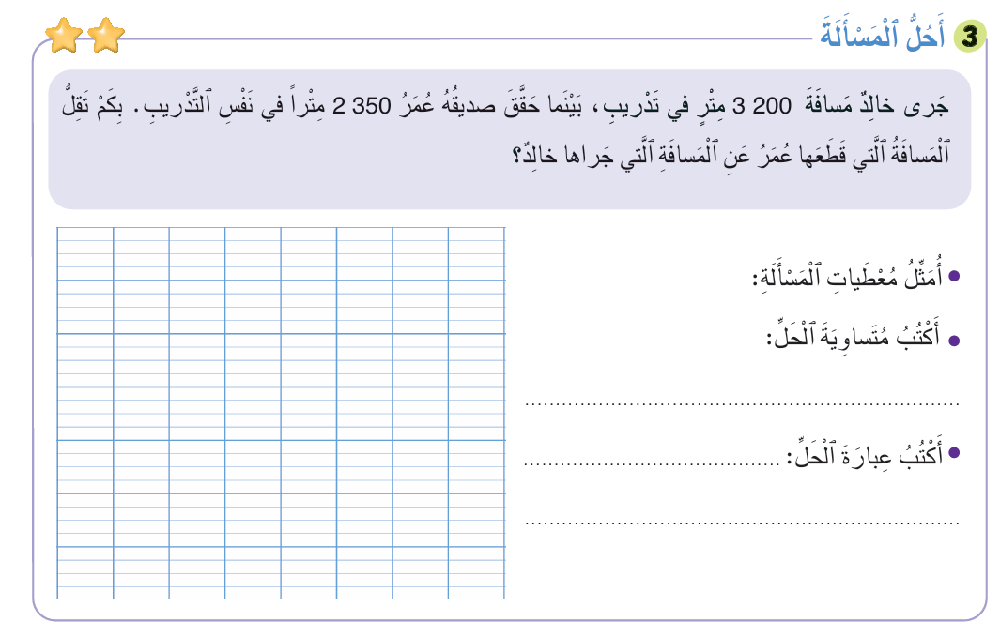 3 أَحُلُّ ٱلْمَسْأَلَةَ
جَرى خالِدٌ مَسافَةَ 3 200 مِتْرٍ في تَدْريبٍ، بَيْنَما حَقَّقَ صديقُهُ عُمَرُ 2 350 مِتْراً في نَفْسِ ٱلتَّدْريبِ. بِكَمْ تَقِلُّ
ٱلْمَسافَةُ ٱلَّتي قَطَعَها عُمَرُ عَنِ ٱلْمَسافَةِ ٱلَّتي جَراها خالِدٌ؟
• أُمَثِّلُ مُعْطَياتِ ٱلْمَسْأَلَةِ:
• أَكْتُبُ مُتَساوِيَةَ ٱلْحَلِّ:
......................................................................
• أَكْتُبُ عِبارَةَ ٱلْحَلِّ: ..........................................
......................................................................